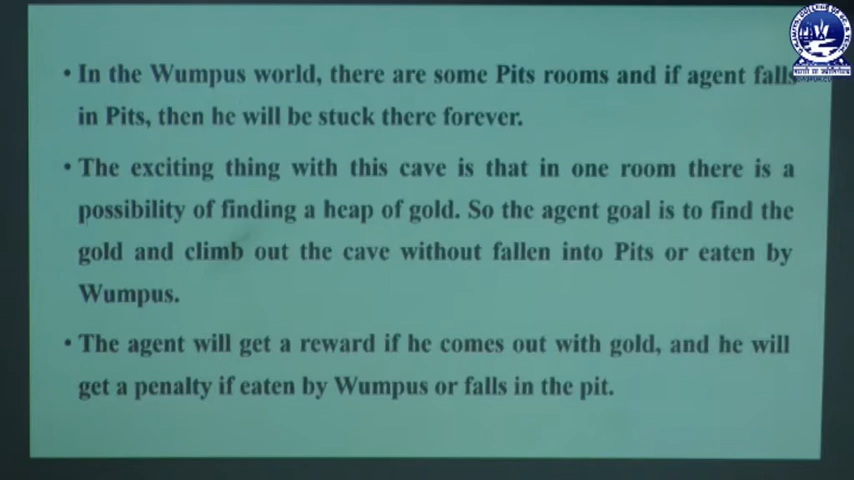 • In the Wumpus world, there are some Pits rooms and if agent falls
in Pits, then he will be stuck there forever.
• The exciting thing with this cave is that in one room there is a
possibility of finding a heap of gold. So the agent goal is to find the
gold and climb out the cave without fallen into Pits or eaten by
Wumpus.
• The agent will get a reward if he comes out with gold, and he will
get a penalty if eaten by Wumpus or falls in the pit.